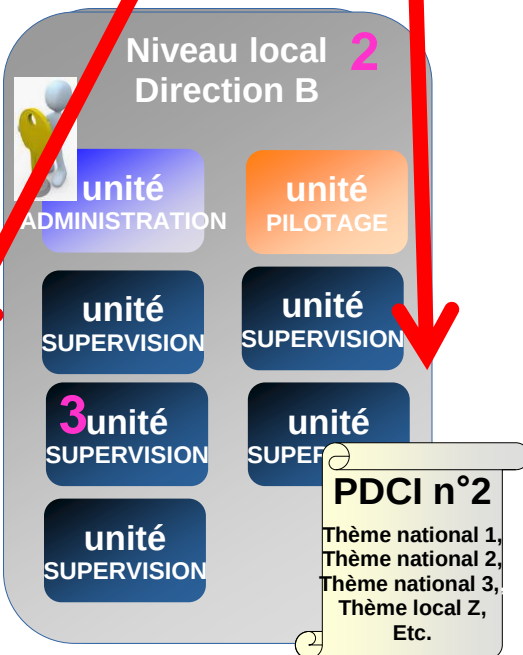 Niveau local 2
Direction B
unité
ADMINISTRATION
unité
PILOTAGE
unité
SUPERVISION
unité
SUPERVISION
3unité
SUPERVISION
unité
SUPER
unité
SUPERVISION
PDCI n°2
Thème national 1,
Thème national 2,
Thème national 3,
Thème local Z,
Etc.